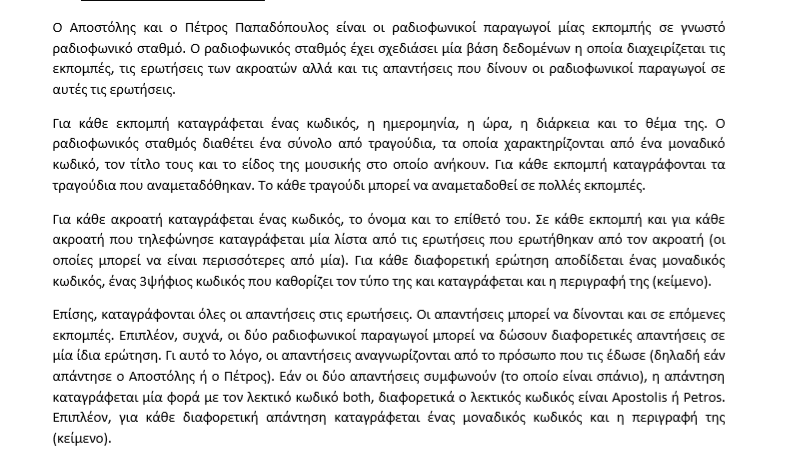 Ο Αποστόλης και ο Πέτρος Παπαδόπουλος είναι οι ραδιοφωνικοί παραγωγοί μίας εκπομπής σε γνωστό
ραδιοφωνικό σταθμό. Ο ραδιοφωνικός σταθμός έχει σχεδιάσει μία βάση δεδομένων η οποία διαχειρίζεται τις
εκπομπές, τις ερωτήσεις των ακροατών αλλά και τις απαντήσεις που δίνουν οι ραδιοφωνικοί παραγωγοί σε
αυτές τις ερωτήσεις.
Για κάθε εκπομπή καταγράφεται ένας κωδικός, η ημερομηνία, η ώρα, η διάρκεια και το θέμα της. Ο
ραδιοφωνικός σταθμός διαθέτει ένα σύνολο από τραγούδια, τα οποία χαρακτηρίζονται από ένα μοναδικό
κωδικό, τον τίτλο τους και το είδος της μουσικής στο οποίο ανήκουν. Για κάθε εκπομπή καταγράφονται τα
τραγούδια που αναμεταδόθηκαν. Το κάθε τραγούδι μπορεί να αναμεταδοθεί σε πολλές εκπομπές.
Για κάθε ακροατή καταγράφεται ένας κωδικός, το όνομα και το επίθετό του. Σε κάθε εκπομπή και για κάθε
ακροατή που τηλεφώνησε καταγράφεται μία λίστα από τις ερωτήσεις που ερωτήθηκαν από τον ακροατή (οι
οποίες μπορεί να είναι περισσότερες από μία). Για κάθε διαφορετική ερώτηση αποδίδεται ένας μοναδικός
κωδικός, ένας 3ψήφιος κωδικός που καθορίζει τον τύπο της και καταγράφεται και η περιγραφή της (κείμενο).
Επίσης, καταγράφονται όλες οι απαντήσεις στις ερωτήσεις. Οι απαντήσεις μπορεί να δίνονται και σε επόμενες
εκπομπές. Επιπλέον, συχνά, οι δύο ραδιοφωνικοί παραγωγοί μπορεί να δώσουν διαφορετικές απαντήσεις σε
μία ίδια ερώτηση. Γι αυτό το λόγο, οι απαντήσεις αναγνωρίζονται από το πρόσωπο που τις έδωσε (δηλαδή εάν
απάντησε ο Αποστόλης ή ο Πέτρος). Εάν οι δύο απαντήσεις συμφωνούν (το οποίο είναι σπάνιο), η απάντηση
καταγράφεται μία φορά με τον λεκτικό κωδικό both, διαφορετικά ο λεκτικός κωδικός είναι Apostolis ή Petros.
Επιπλέον, για κάθε διαφορετική απάντηση καταγράφεται ένας μοναδικός κωδικός και η περιγραφή της
(κείμενο).